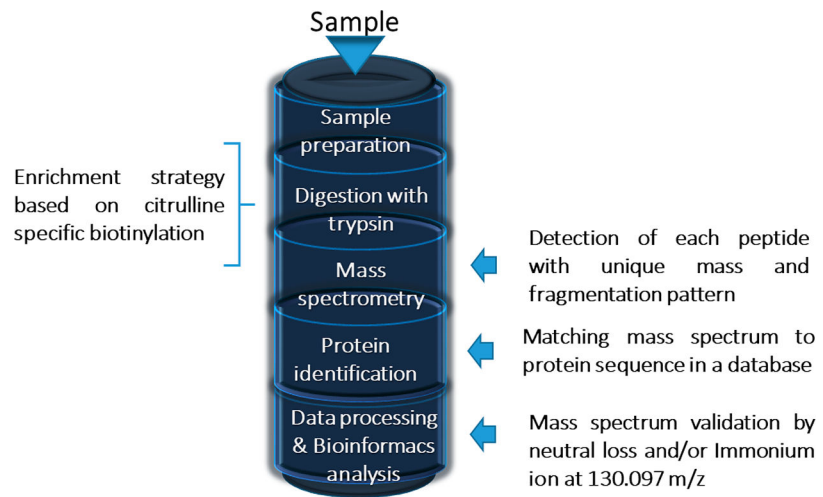 Sample
Sample
preparation
Enrichment strategy
based on citrulline
specific biotinylation
Digestion with
trypsin
Mass
spectrometry
Detection of each peptide
with unique mass and
fragmentation pattern
Protein
identification
Matching mass spectrum to
protein sequence in a database
Data processing
& Bioinformacs
analysis
Mass spectrum validation by
neutral loss and/or Immonium
ion at 130.097 m/z